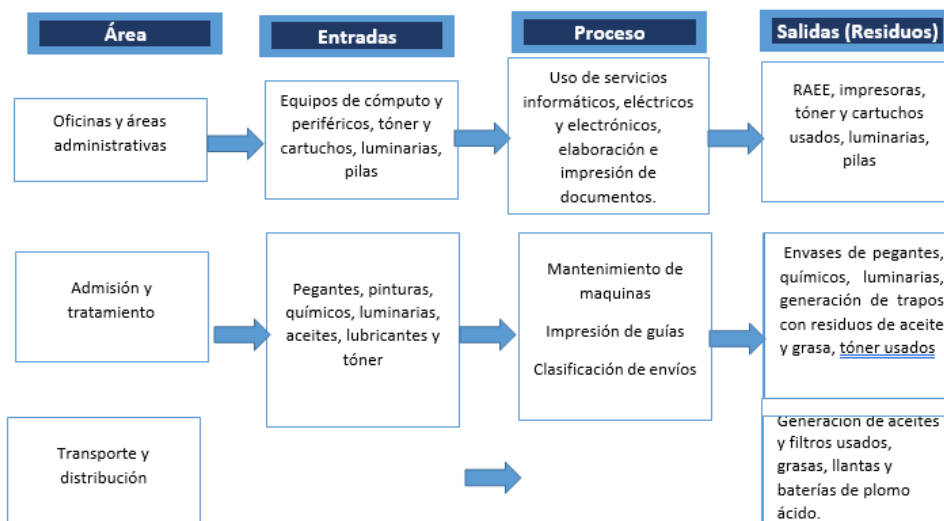 Área
Entradas
Proceso
Salidas (Residuos)
Oficinas y áreas
administrativas
Equipos de cómputo y
periféricos, tóner y
cartuchos, luminarias,
pilas
Uso de servicios
informáticos, eléctricos
y electrónicos,
elaboración e
impresión de
documentos.
RAEE, impresoras,
tóner y cartuchos
usados, luminarias,
pilas
Admisión y
tratamiento
Pegantes, pinturas,
químicos, luminarias,
aceites, lubricantes y
tóner
Mantenimiento de
maquinas
Impresión de guías
Clasificación de envíos
Envases de pegantes,
químicos, luminarias,
generación de trapos
con residuos de aceite
y grasa, tóner usados
Transporte y
distribución
Generación de aceites
y filtros usados,
grasas, llantas y
baterías de plomo
ácido.